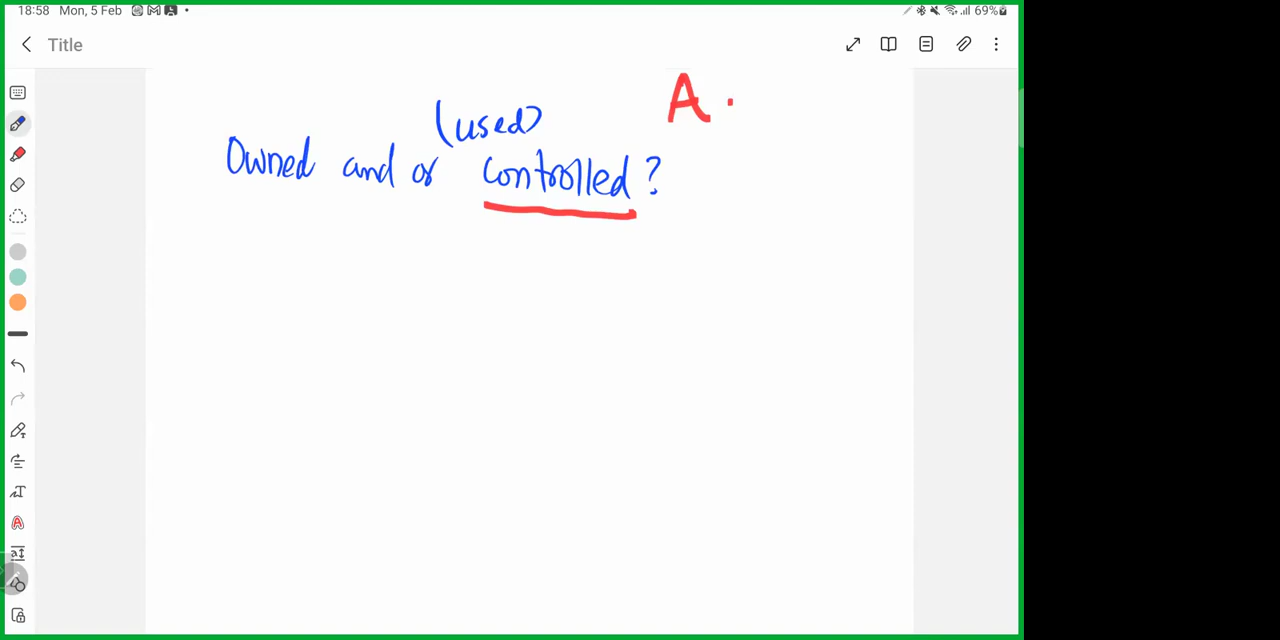 18:58 Mon, 5 Feb 69%
Title
A.
(used)
Owned and or controlled?